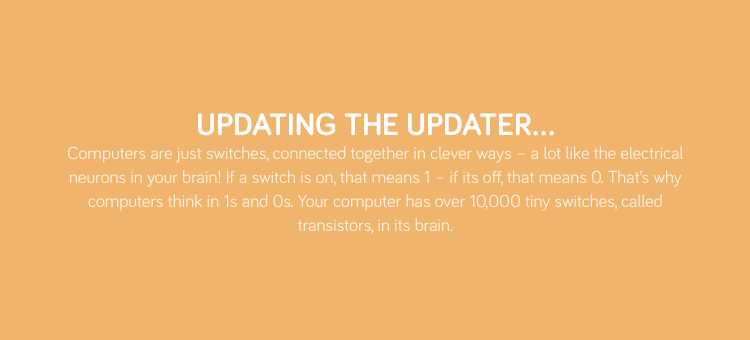 UPDATING THE UPDATER...
Computers are just switches, connected together in clever ways – a lot like the electrical
neurons in your brain! If a switch is on, that means 1 – if its off, that means 0. That's why
computers think in 1s and 0s. Your computer has over 10,000 tiny switches, called
transistors, in its brain.